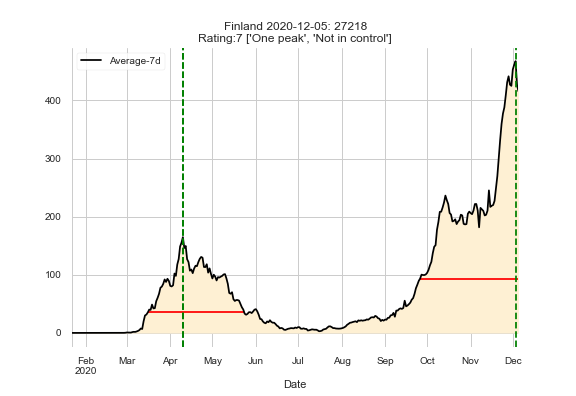 Finland 2020-12-05: 27218
Rating:7 ['One peak', 'Not in control']
Average-7d
400
300
200
100
0
Feb Mar Apr May Jun Jul Aug Sep Oct Nov Dec
2020
Date